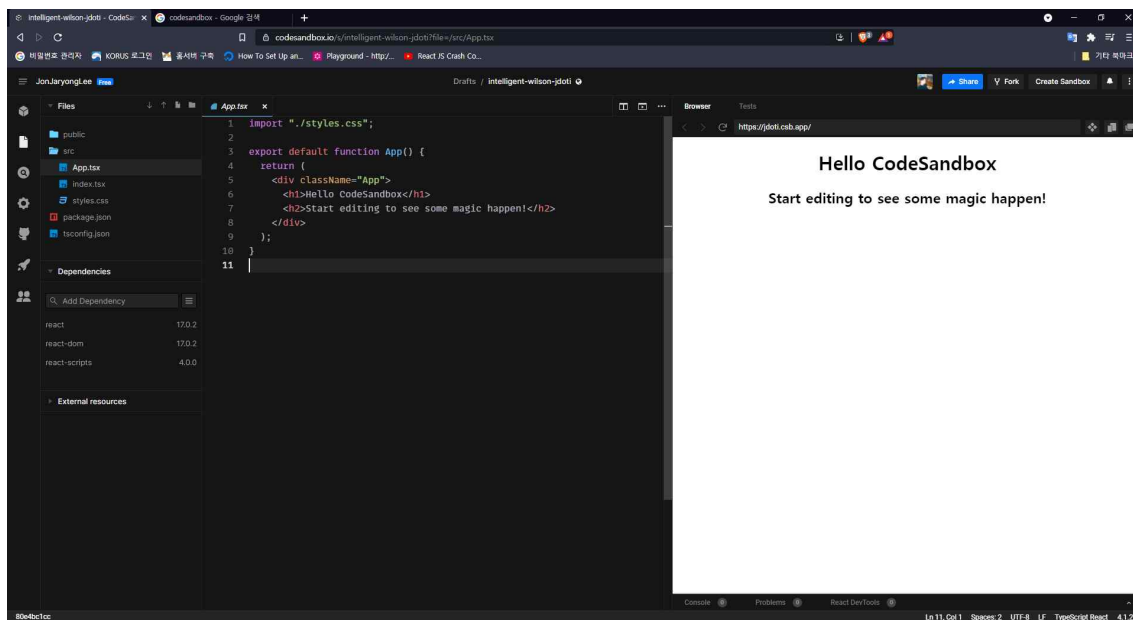 intelligent-wilson-jdoti - CodeSan x codesandbox - Google 검색 +
codesandbox.io/s/intelligent-wilson-jdoti?file=/src/App.tsx
비밀번호 관리자 KORUS 로그인 홈서버 구축 How To Set Up an... Playground - http:/... React JS Crash Co... 기타 북마크
JonJaryongLee Free Drafts / intelligent-wilson-jdoti Share Fork Create Sandbox
Files
public
src
App.tsx
index.tsx
styles.css
package.json
tsconfig.json
Dependencies
Add Dependency
react 17.0.2
react-dom 17.0.2
react-scripts 4.0.0
External resources
App.tsx x
1 import "./styles.css";
2
3 export default function App() {
4 return (
5 <div className="App">
6 <h1>Hello CodeSandbox</h1>
7 <h2>Start editing to see some magic happen!</h2>
8 </div>
9 );
10 }
11
Browser Tests
https://jdoti.csb.app/
Hello CodeSandbox
Start editing to see some magic happen!
Console 0 Problems 0 React DevTools 0
80e4bc1cc Ln 11, Col 1 Spaces: 2 UTF-8 LF TypeScript React 4.1.2